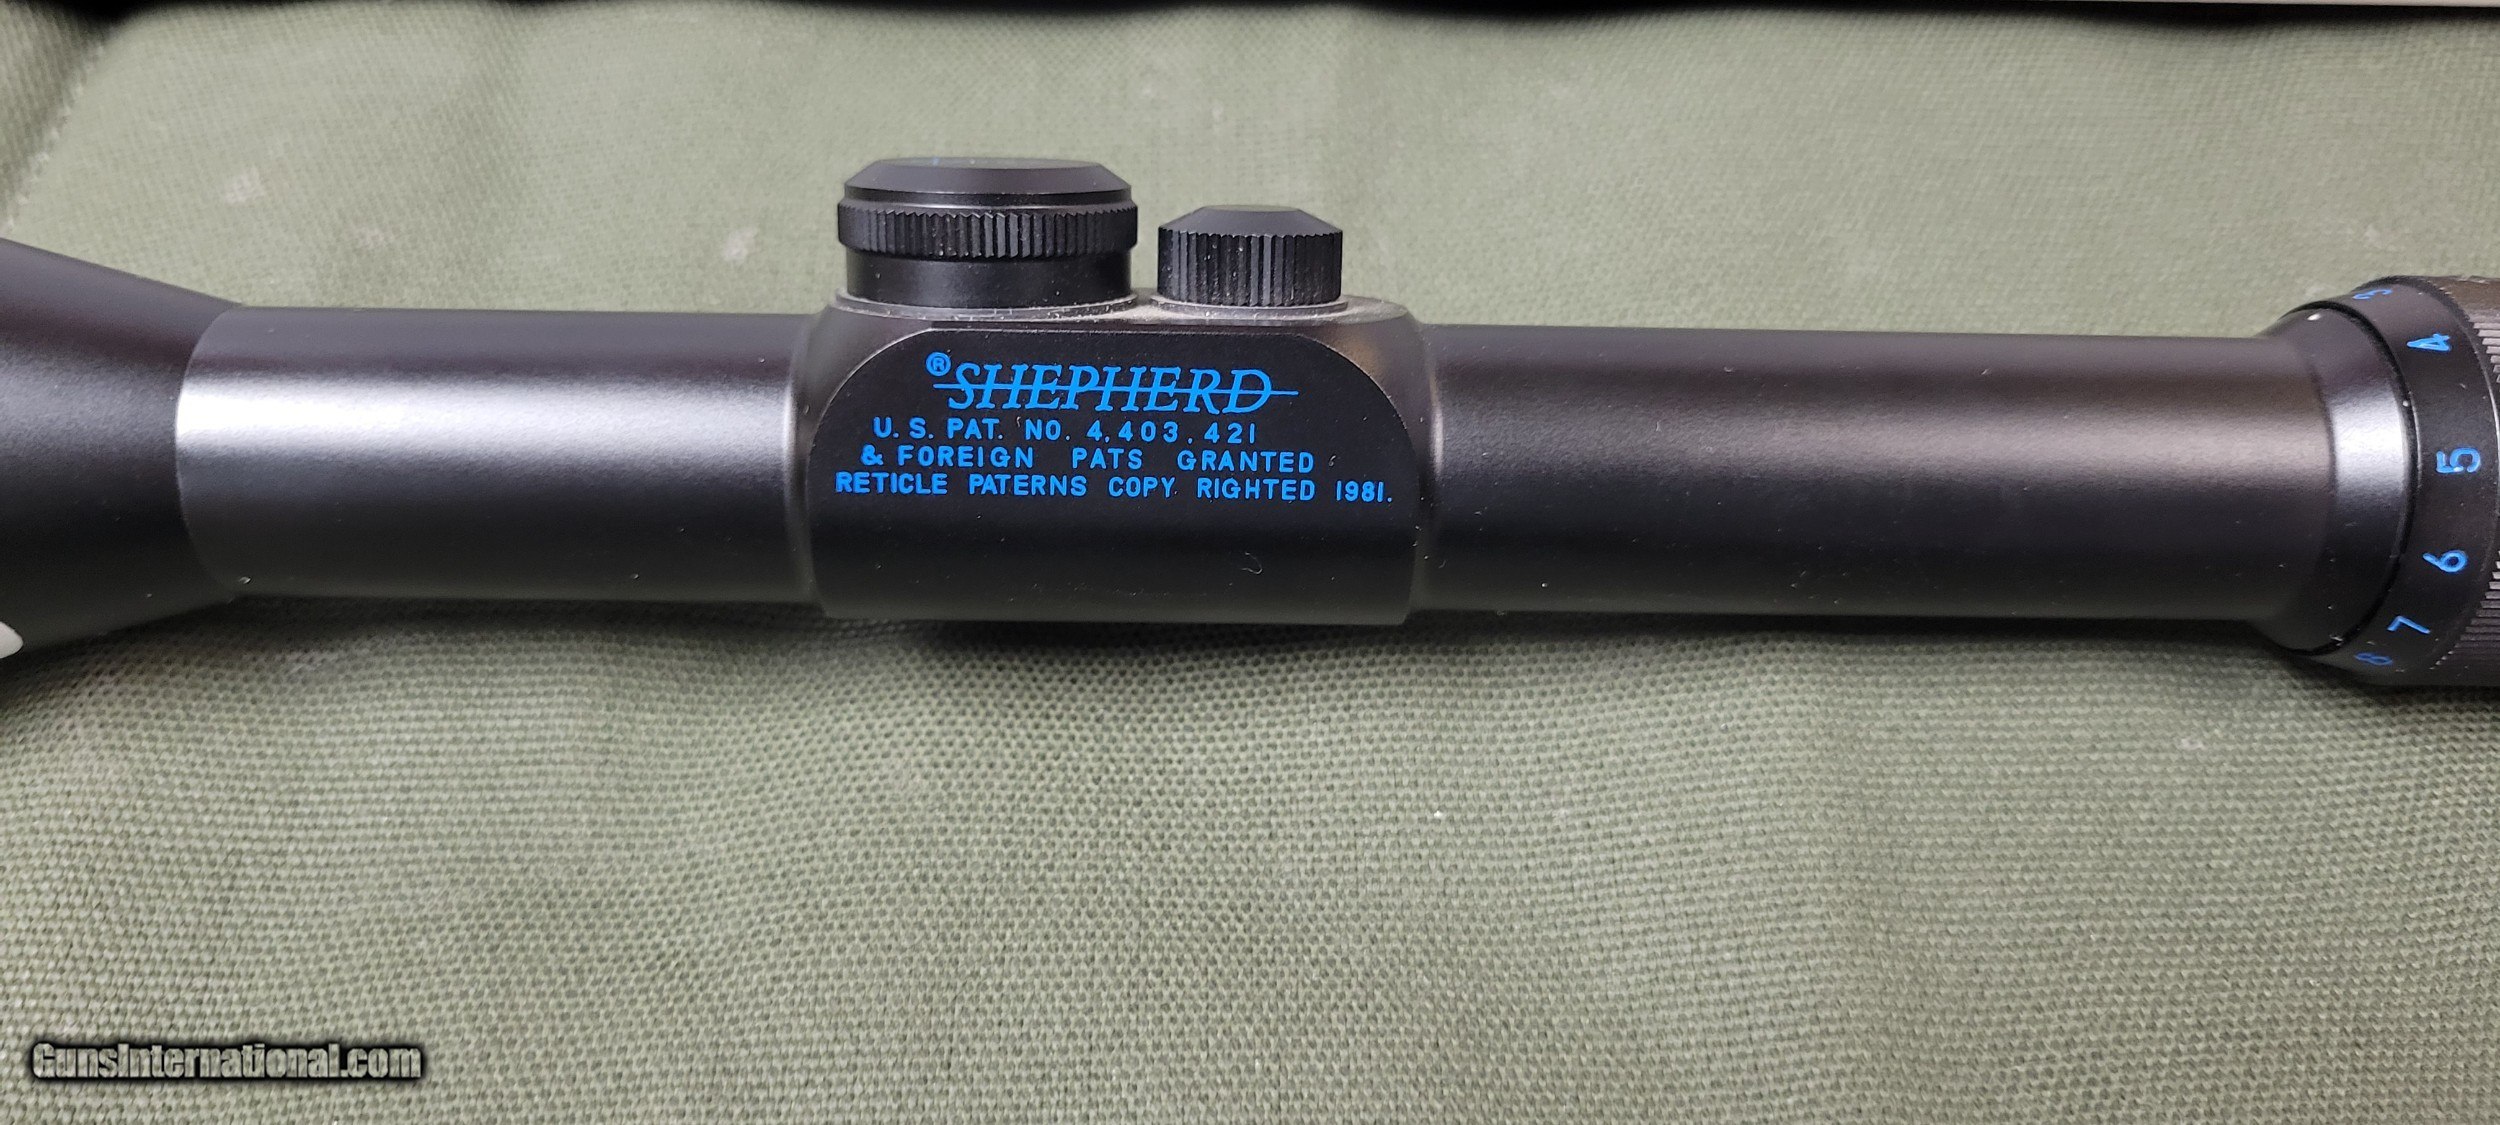 ® SHEPHERD
U.S. PAT. NO. 4,403,421
& FOREIGN PATS GRANTED
RETICLE PATERNS COPY RIGHTED 1981.
3
4
5
6
7
8
GunsInternational.com